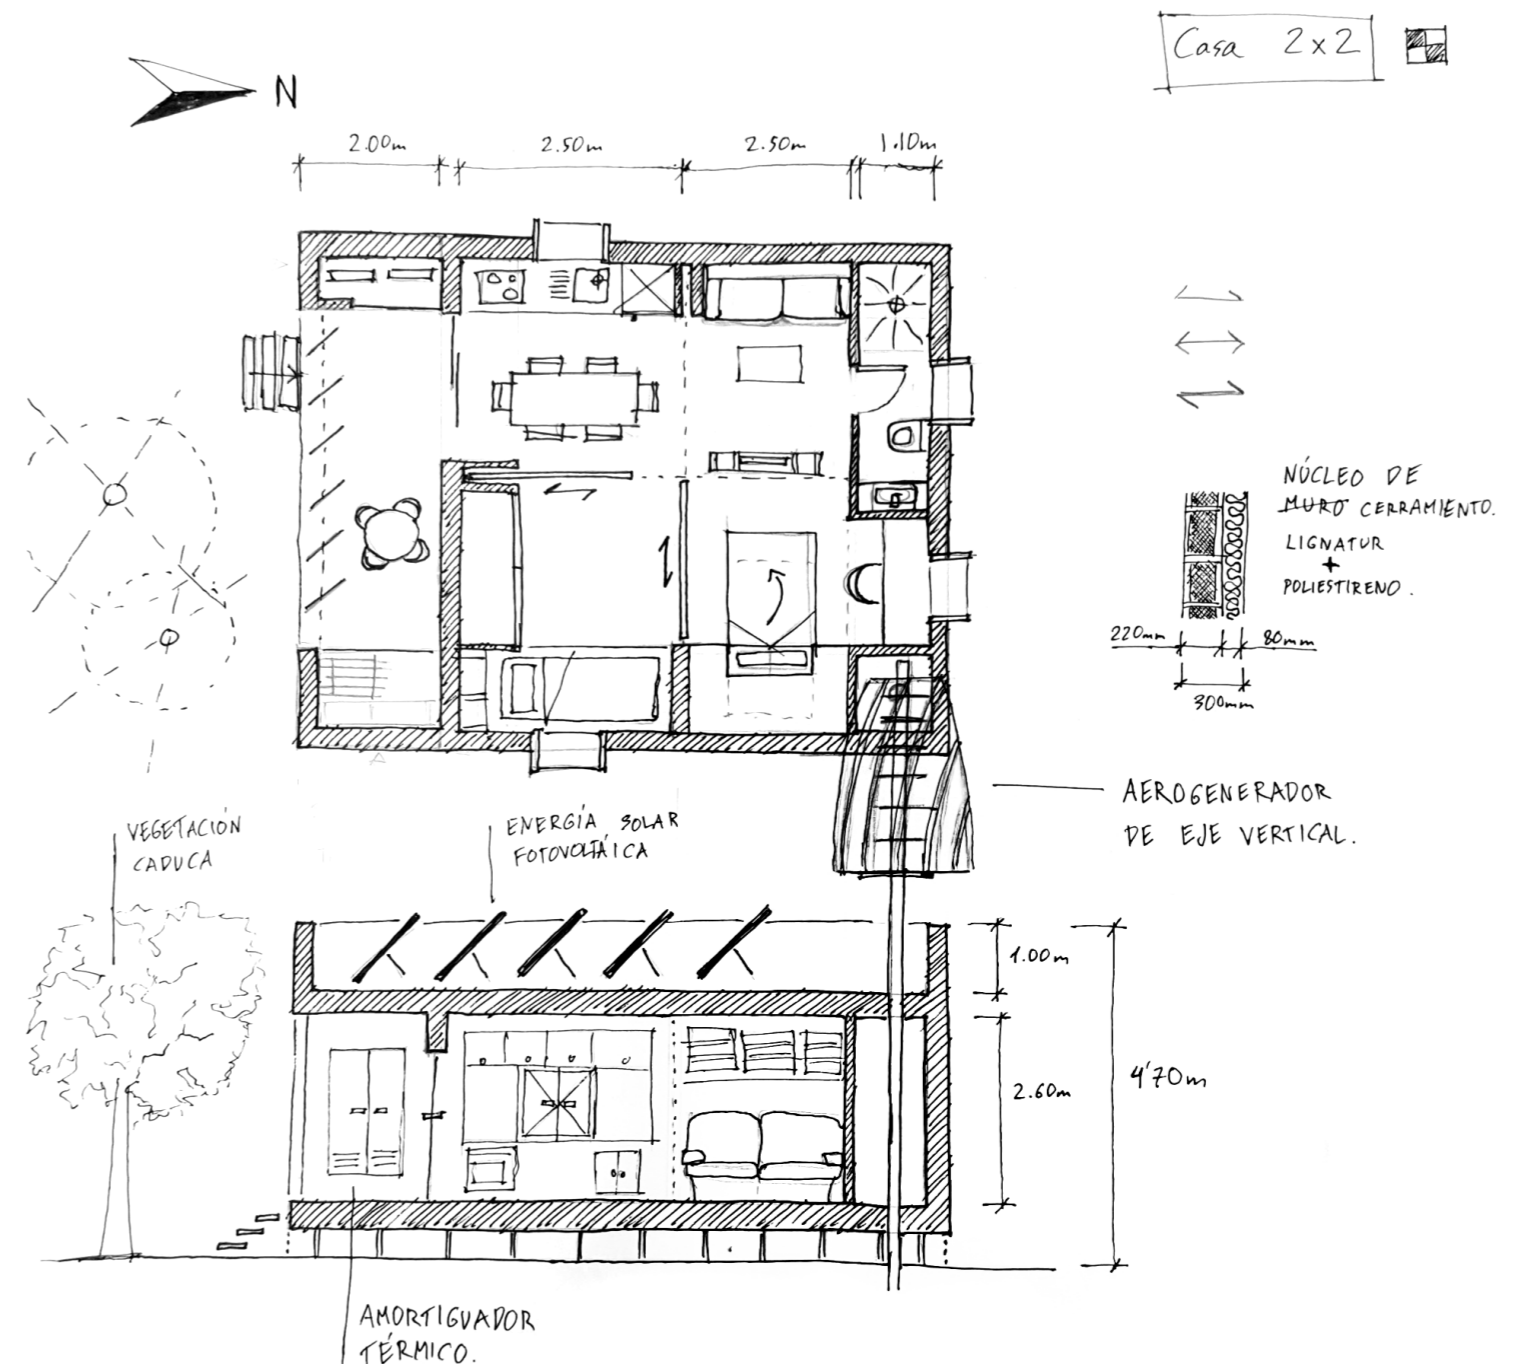 Casa 2x2
N
2.00m 2.50m 2.50m 1.10m
NÚCLEO DE
MURO CERRAMIENTO.
LIGNATUR
+
POLIESTIRENO.
220mm 80mm
300mm
AEROGENERADOR
DE EJE VERTICAL.
VEGETACIÓN
CADUCA
ENERGÍA SOLAR
FOTOVOLTÁICA
1.00m
2.60m
4'70m
AMORTIGUADOR
TÉRMICO.